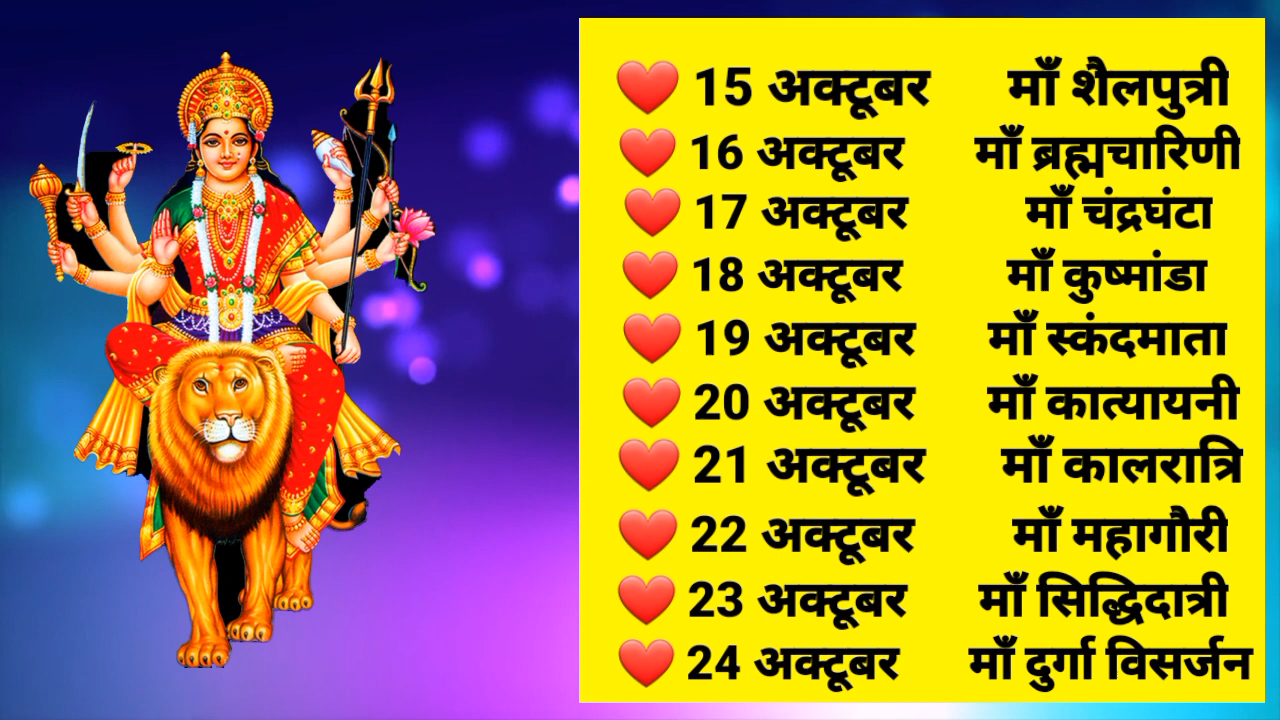 ❤️ 15 अक्टूबर माँ शैलपुत्री
❤️ 16 अक्टूबर माँ ब्रह्मचारिणी
❤️ 17 अक्टूबर माँ चंद्रघंटा
❤️ 18 अक्टूबर माँ कुष्मांडा
❤️ 19 अक्टूबर माँ स्कंदमाता
❤️ 20 अक्टूबर माँ कात्यायनी
❤️ 21 अक्टूबर माँ कालरात्रि
❤️ 22 अक्टूबर माँ महागौरी
❤️ 23 अक्टूबर माँ सिद्धिदात्री
❤️ 24 अक्टूबर माँ दुर्गा विसर्जन